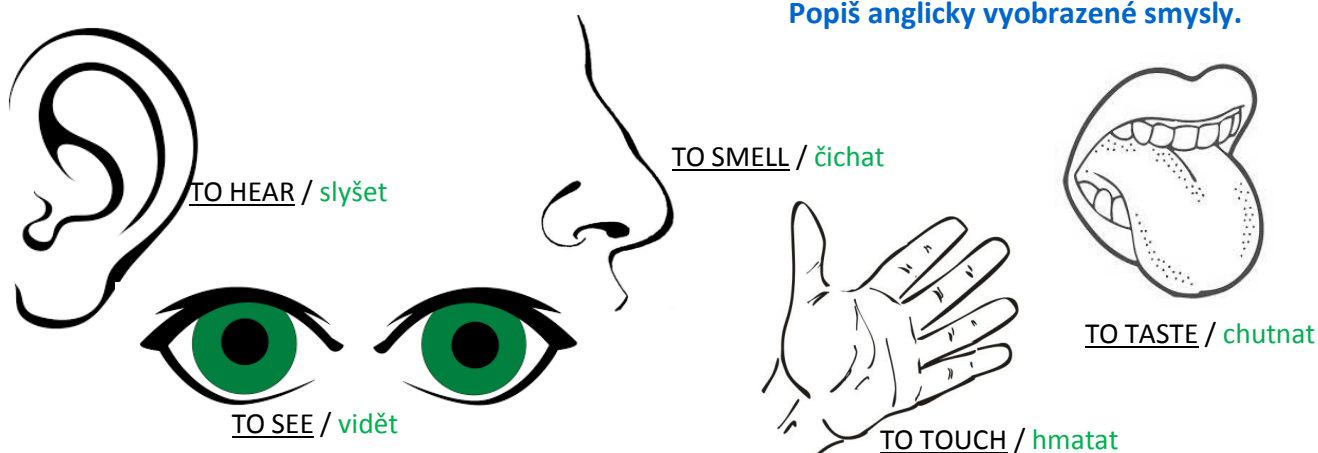 Popiš anglicky vyobrazené smysly.
TO SMELL / čichat
TO HEAR / slyšet
TO TASTE / chutnat
TO SEE / vidět
TO TOUCH / hmatat